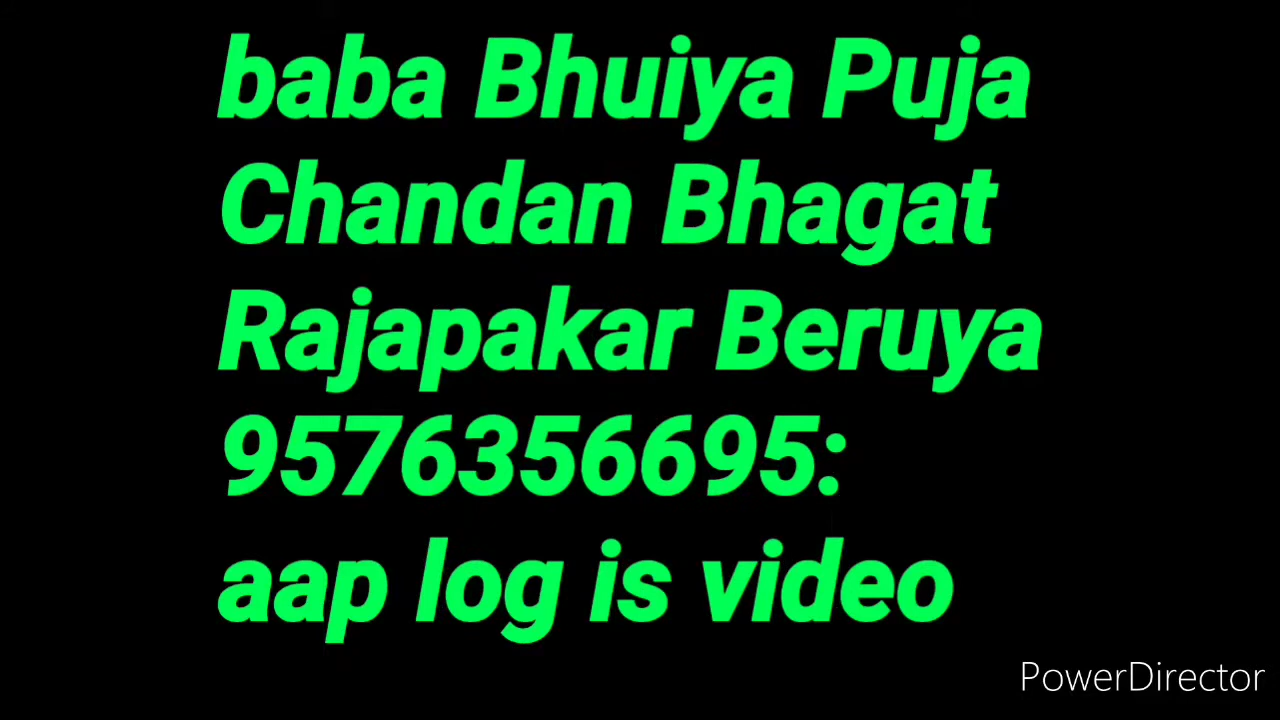 baba Bhuiya Puja
Chandan Bhagat
Rajapakar Beruya
9576356695:
aap log is video
PowerDirector